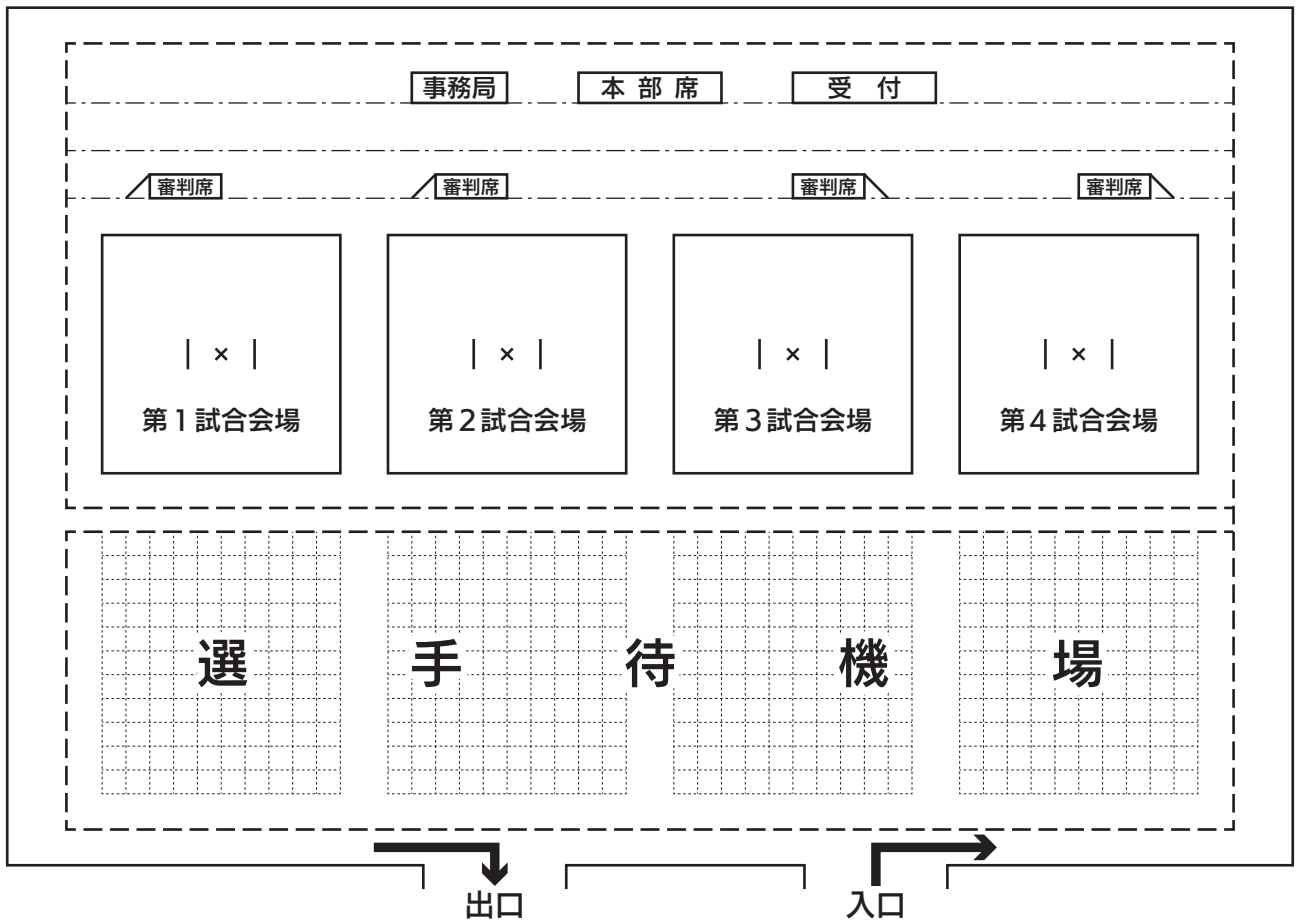 事務局 本部席 受付
審判席 審判席 審判席 審判席
× × × ×
第1試合会場 第2試合会場 第3試合会場 第4試合会場
選手待機場
出口 入口